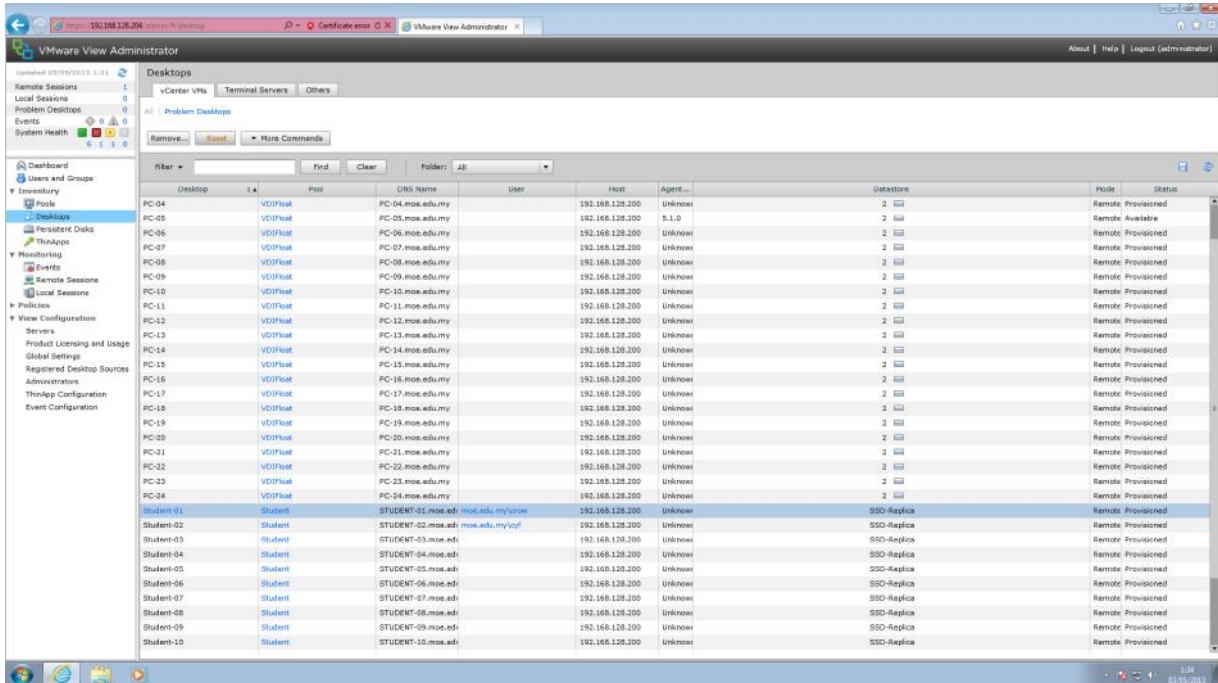 https://192.168.128.204/admin/#desktop
Certificate error
VMware View Administrator
VMware View Administrator
About | Help | Logout (administrator)
Updated 03/05/2013 1:31
Remote Sessions 1
Local Sessions 0
Problem Desktops 0
Events 0 0
System Health
6 1 1 0
Dashboard
Users and Groups
Inventory
Pools
Desktops
Persistent Disks
ThinApps
Monitoring
Events
Remote Sessions
Local Sessions
Policies
View Configuration
Servers
Product Licensing and Usage
Global Settings
Registered Desktop Sources
Administrators
ThinApp Configuration
Event Configuration
Desktops
vCenter VMs Terminal Servers Others
All | Problem Desktops
Remove... Reset More Commands
Filter Find Clear Folder: All
Desktop 1 Pool DNS Name User Host Agent... Datastore Mode Status
PC-04 VDIFloat PC-04.moe.edu.my 192.168.128.200 Unknown 2 Remote Provisioned
PC-05 VDIFloat PC-05.moe.edu.my 192.168.128.200 5.1.0 2 Remote Available
PC-06 VDIFloat PC-06.moe.edu.my 192.168.128.200 Unknown 2 Remote Provisioned
PC-07 VDIFloat PC-07.moe.edu.my 192.168.128.200 Unknown 2 Remote Provisioned
PC-08 VDIFloat PC-08.moe.edu.my 192.168.128.200 Unknown 2 Remote Provisioned
PC-09 VDIFloat PC-09.moe.edu.my 192.168.128.200 Unknown 2 Remote Provisioned
PC-10 VDIFloat PC-10.moe.edu.my 192.168.128.200 Unknown 2 Remote Provisioned
PC-11 VDIFloat PC-11.moe.edu.my 192.168.128.200 Unknown 2 Remote Provisioned
PC-12 VDIFloat PC-12.moe.edu.my 192.168.128.200 Unknown 2 Remote Provisioned
PC-13 VDIFloat PC-13.moe.edu.my 192.168.128.200 Unknown 2 Remote Provisioned
PC-14 VDIFloat PC-14.moe.edu.my 192.168.128.200 Unknown 2 Remote Provisioned
PC-15 VDIFloat PC-15.moe.edu.my 192.168.128.200 Unknown 2 Remote Provisioned
PC-16 VDIFloat PC-16.moe.edu.my 192.168.128.200 Unknown 2 Remote Provisioned
PC-17 VDIFloat PC-17.moe.edu.my 192.168.128.200 Unknown 2 Remote Provisioned
PC-18 VDIFloat PC-18.moe.edu.my 192.168.128.200 Unknown 2 Remote Provisioned
PC-19 VDIFloat PC-19.moe.edu.my 192.168.128.200 Unknown 2 Remote Provisioned
PC-20 VDIFloat PC-20.moe.edu.my 192.168.128.200 Unknown 2 Remote Provisioned
PC-21 VDIFloat PC-21.moe.edu.my 192.168.128.200 Unknown 2 Remote Provisioned
PC-22 VDIFloat PC-22.moe.edu.my 192.168.128.200 Unknown 2 Remote Provisioned
PC-23 VDIFloat PC-23.moe.edu.my 192.168.128.200 Unknown 2 Remote Provisioned
PC-24 VDIFloat PC-24.moe.edu.my 192.168.128.200 Unknown 2 Remote Provisioned
Student-01 Student STUDENT-01.moe.edu moe.edu.my\crow 192.168.128.200 Unknown SSD-Replica Remote Provisioned
Student-02 Student STUDENT-02.moe.edu moe.edu.my\cyf 192.168.128.200 Unknown SSD-Replica Remote Provisioned
Student-03 Student STUDENT-03.moe.edu 192.168.128.200 Unknown SSD-Replica Remote Provisioned
Student-04 Student STUDENT-04.moe.edu 192.168.128.200 Unknown SSD-Replica Remote Provisioned
Student-05 Student STUDENT-05.moe.edu 192.168.128.200 Unknown SSD-Replica Remote Provisioned
Student-06 Student STUDENT-06.moe.edu 192.168.128.200 Unknown SSD-Replica Remote Provisioned
Student-07 Student STUDENT-07.moe.edu 192.168.128.200 Unknown SSD-Replica Remote Provisioned
Student-08 Student STUDENT-08.moe.edu 192.168.128.200 Unknown SSD-Replica Remote Provisioned
Student-09 Student STUDENT-09.moe.edu 192.168.128.200 Unknown SSD-Replica Remote Provisioned
Student-10 Student STUDENT-10.moe.edu 192.168.128.200 Unknown SSD-Replica Remote Provisioned
1:34
03/05/2013